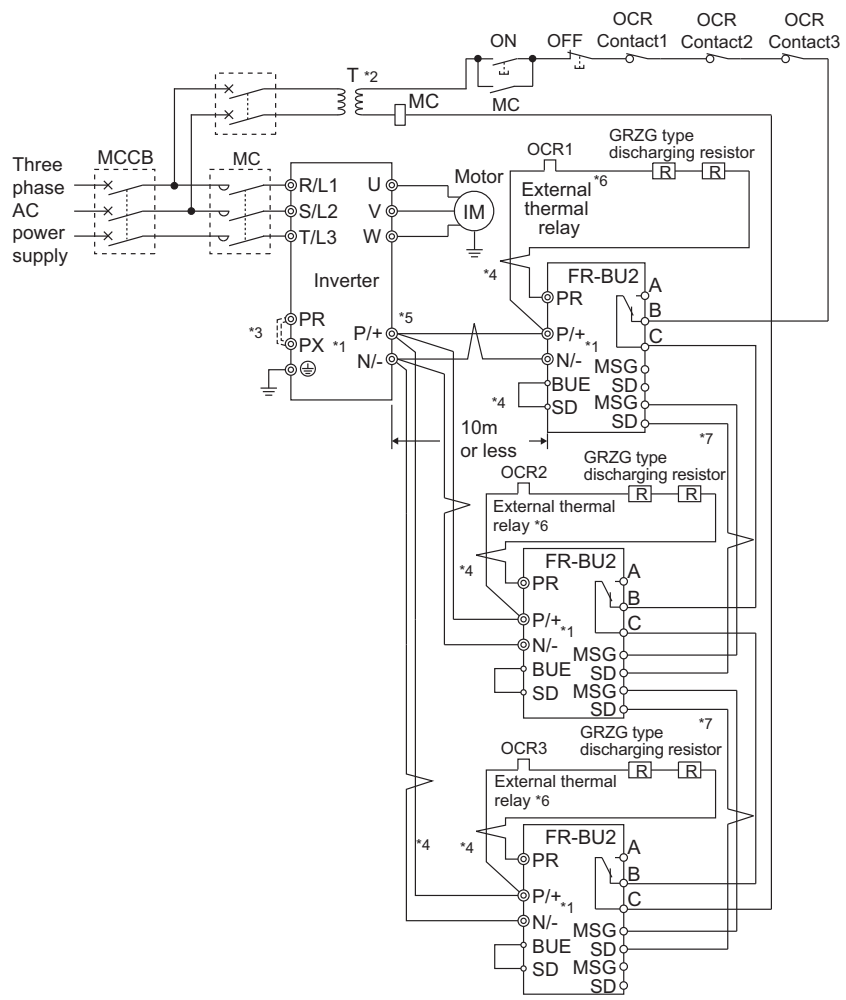 OCR Contact1
OCR Contact2
OCR Contact3
ON
OFF
T *2
MC
MC
Three phase AC power supply
MCCB
MC
R/L1
S/L2
T/L3
U
V
W
Motor
IM
Inverter
PR
*3
PX
*1
P/+
*5
N/-
10m or less
OCR1
External thermal relay
*6
GRZG type discharging resistor
R
R
*4
FR-BU2
PR
P/+
*1
N/-
BUE
*4
SD
A
B
C
MSG
SD
MSG
SD
*7
OCR2
External thermal relay *6
GRZG type discharging resistor
R
R
*4
FR-BU2
PR
P/+
*1
N/-
BUE
SD
A
B
C
MSG
SD
MSG
SD
*7
OCR3
External thermal relay *6
GRZG type discharging resistor
R
R
*4
*4
FR-BU2
PR
P/+
*1
N/-
BUE
SD
A
B
C
MSG
SD
MSG
SD